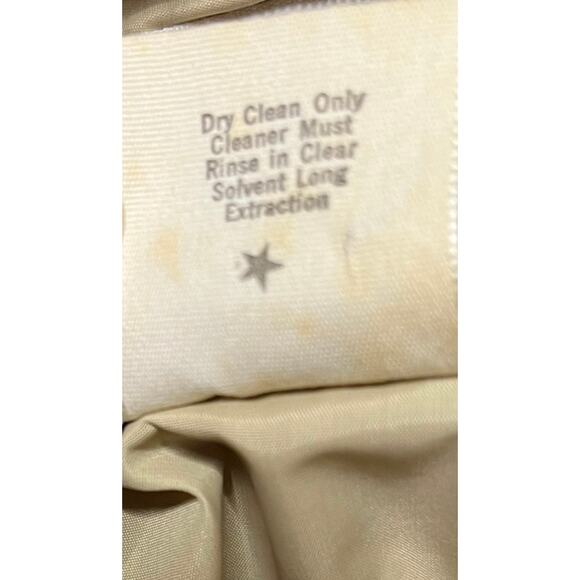 Dry Clean Only
Cleaner Must
Rinse in Clear
Solvent Long
Extraction